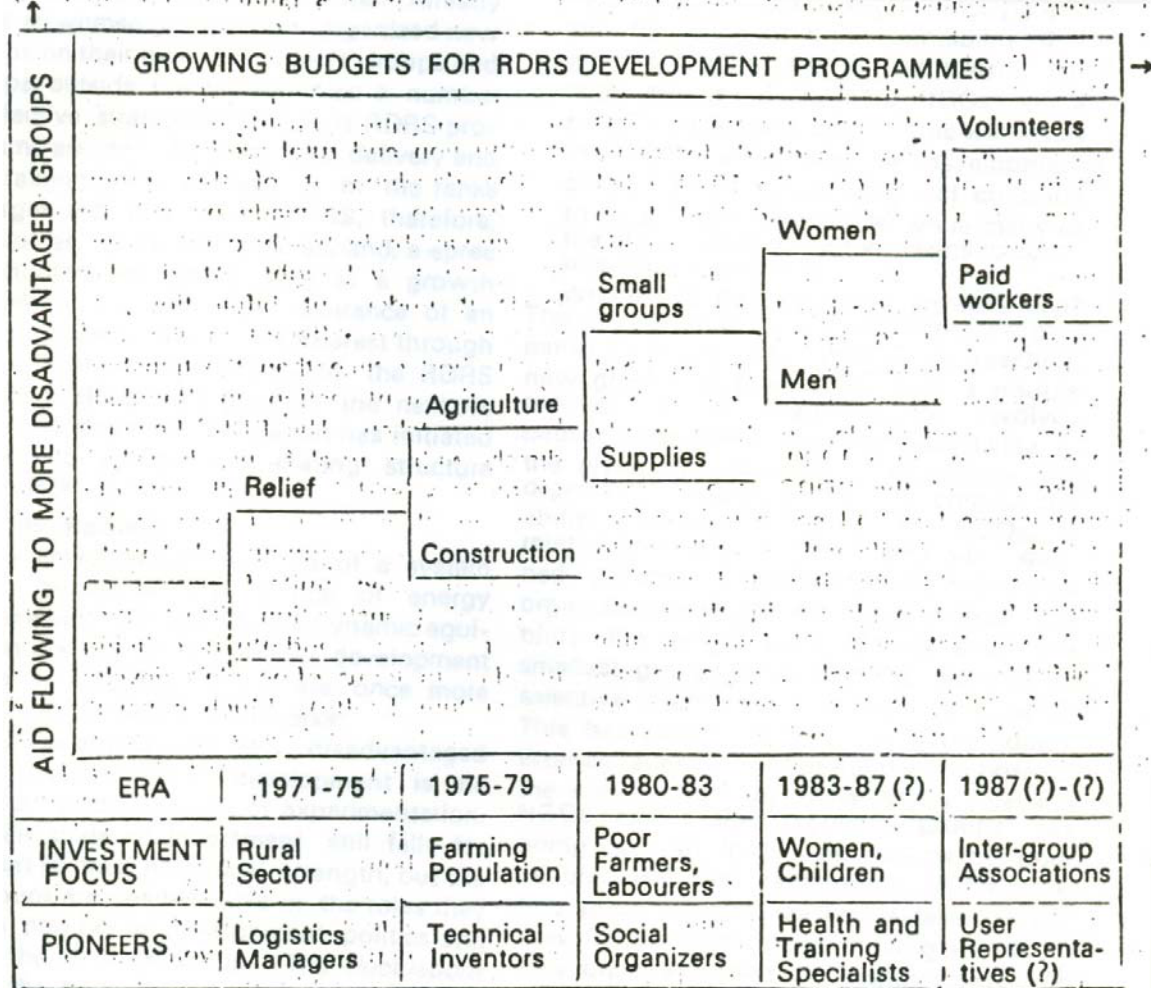 GROWING BUDGETS FOR RDRS DEVELOPMENT PROGRAMMES
AID FLOWING TO MORE DISADVANTAGED GROUPS
Volunteers
Women
Small
groups
Paid
workers
Men
Agriculture
Supplies
Relief
Construction
ERA 1971-75 1975-79 1980-83 1983-87 (?) 1987(?)-(?)
INVESTMENT
FOCUS
Rural
Sector
Farming
Population
Poor
Farmers,
Labourers
Women,
Children
Inter-group
Associations
PIONEERS
Logistics
Managers
Technical
Inventors
Social
Organizers
Health and
Training
Specialists
User
Representa-
tives (?)